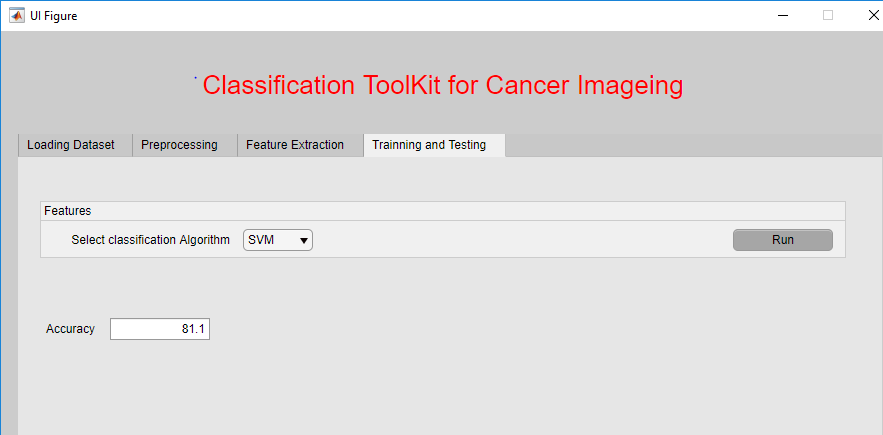 UI Figure
Classification ToolKit for Cancer Imageing
Loading Dataset Preprocessing Feature Extraction Trainning and Testing
Features
Select classification Algorithm SVM Run
Accuracy 81.1